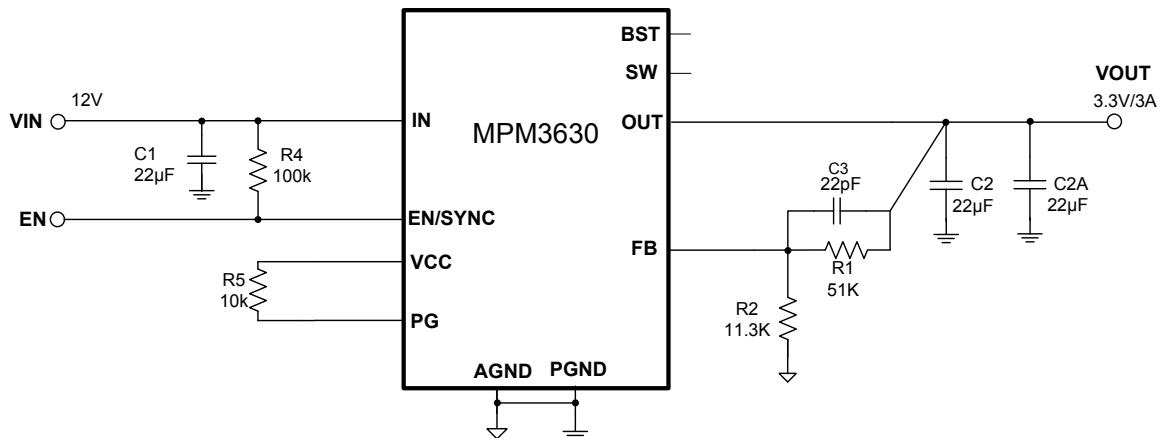 BST
SW
VOUT
12V
3.3V/3A
VIN
IN
MPM3630
OUT
C1
22µF
R4
100k
C3
22pF
C2
22µF
C2A
22µF
EN
EN/SYNC
FB
R1
51K
VCC
R5
10k
PG
R2
11.3K
AGND
PGND